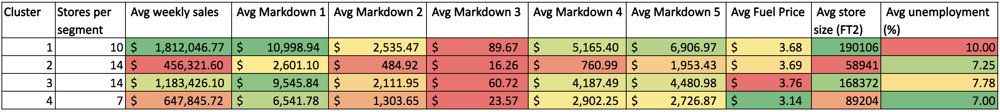 Cluster Stores per segment Avg weekly sales Avg Markdown 1 Avg Markdown 2 Avg Markdown 3 Avg Markdown 4 Avg Markdown 5 Avg Fuel Price Avg store size (FT2) Avg unemployment (%)
1 10 $ 1,812,046.77 $ 10,998.94 $ 2,535.47 $ 89.67 $ 5,165.40 $ 6,906.97 $ 3.68 190106 10.00
2 14 $ 456,321.60 $ 2,601.10 $ 484.92 $ 16.26 $ 760.99 $ 1,953.43 $ 3.69 58941 7.25
3 14 $ 1,183,426.10 $ 9,545.84 $ 2,111.95 $ 60.72 $ 4,187.49 $ 4,480.98 $ 3.76 168372 7.78
4 7 $ 647,845.72 $ 6,541.78 $ 1,303.65 $ 23.57 $ 2,902.25 $ 2,726.87 $ 3.14 89204 7.00